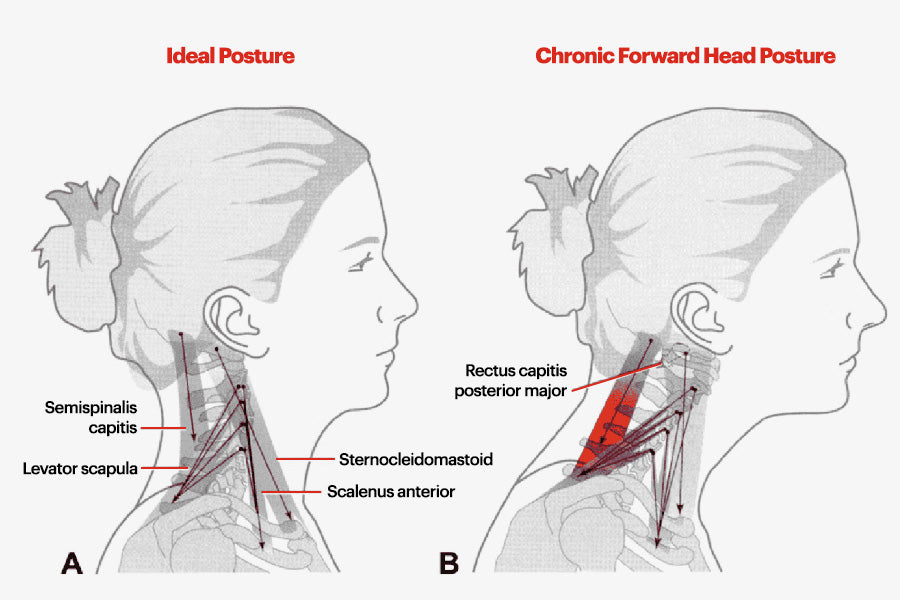 Ideal Posture
Chronic Forward Head Posture
Semispinalis
capitis
Levator scapula
Sternocleidomastoid
Scalenus anterior
A
Rectus capitis
posterior major
B